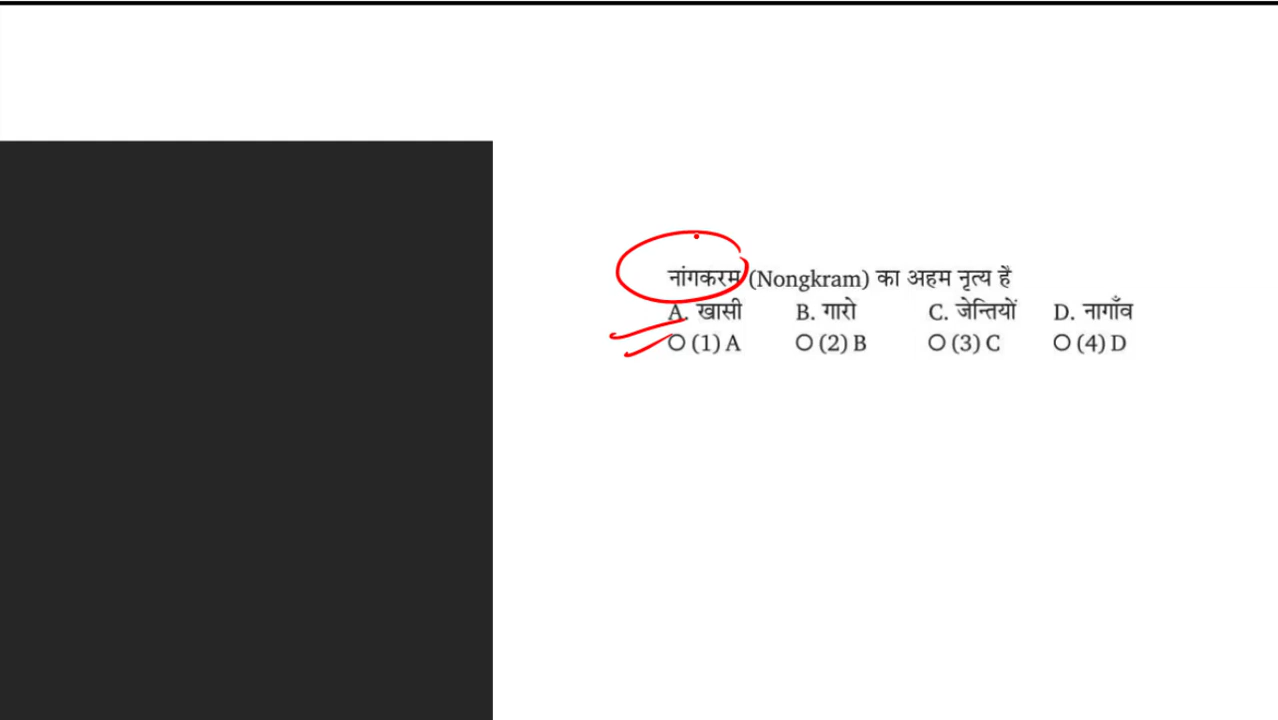 नांगकरम (Nongkram) का अहम नृत्य है
A. खासी B. गारो C. जेन्तियों D. नागाँव
O (1) A O (2) B O (3) C O (4) D